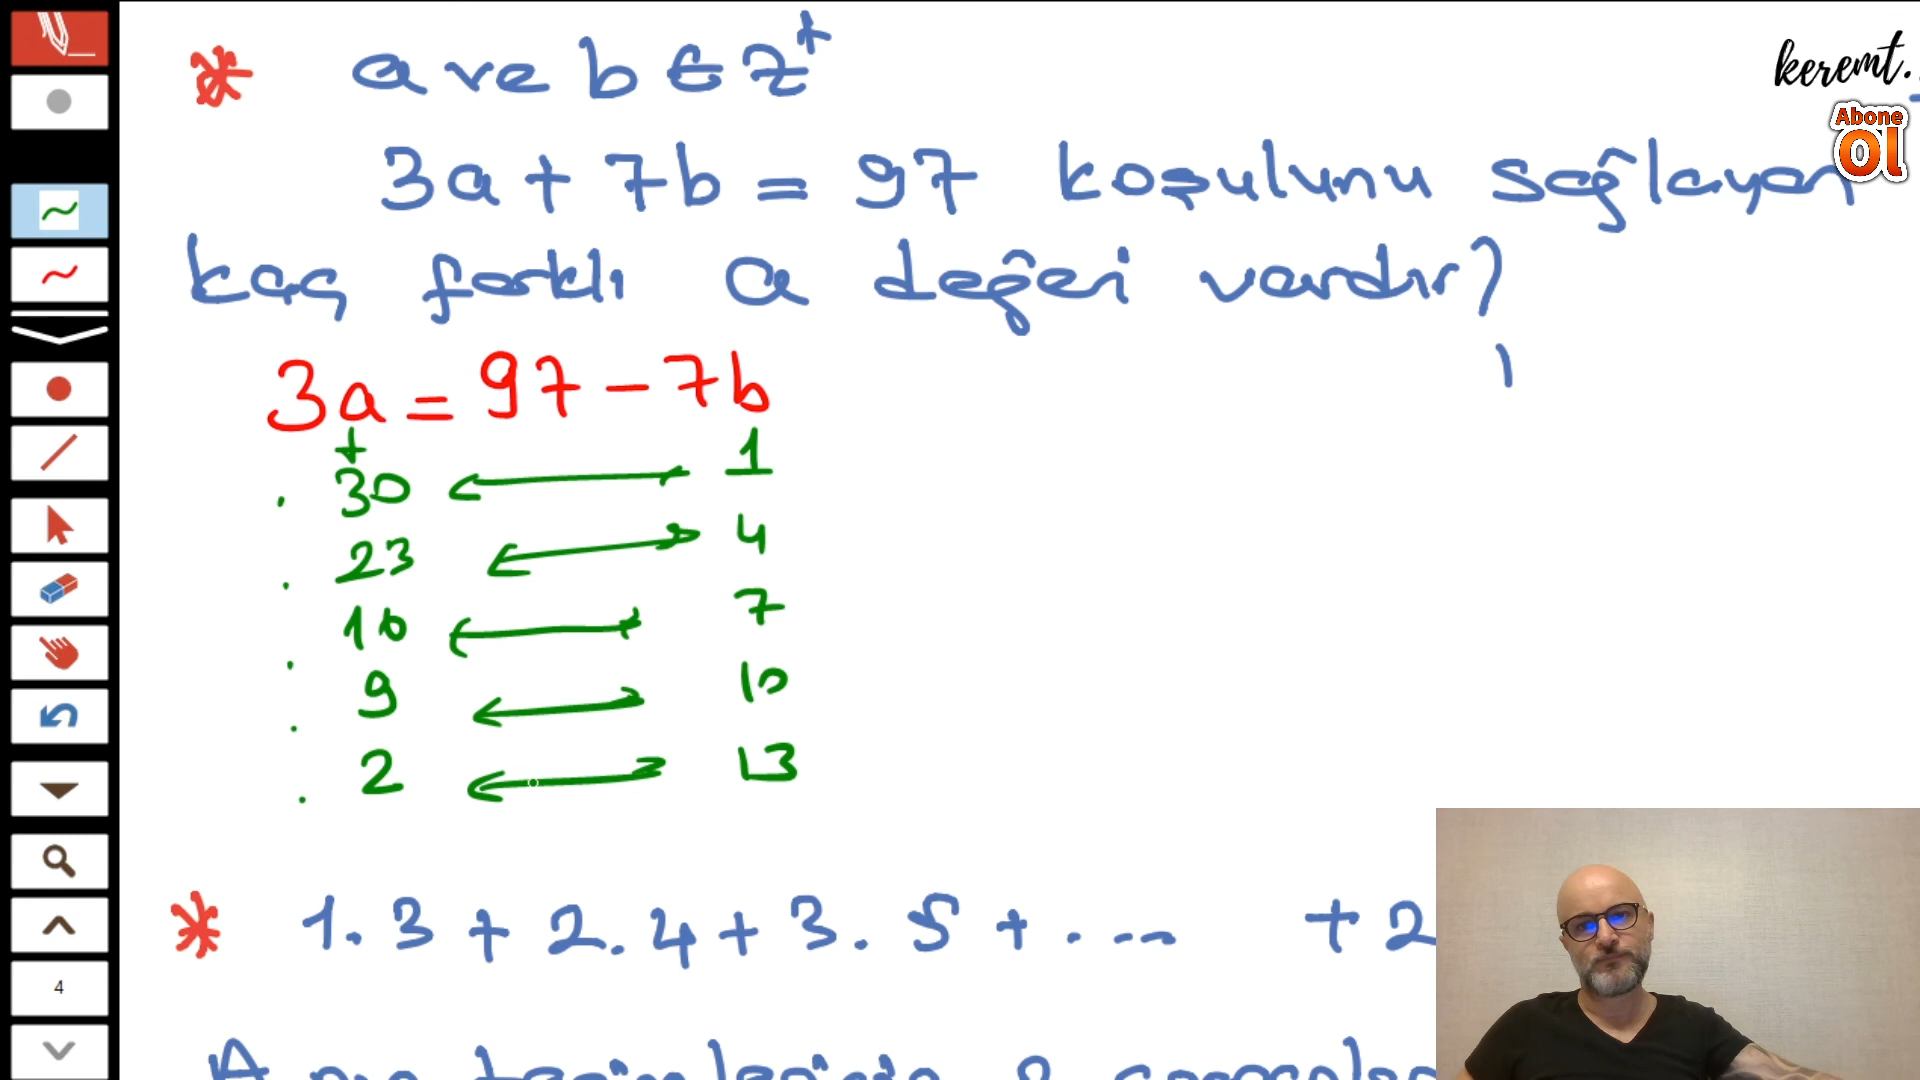 * a ve b ∈ Z⁺
keremt.
Abone
Ol
3a + 7b = 97 koşulunu sağlayan
kaç farklı a değeri vardır?
3a = 97 - 7b
+
. 30 ← 1
. 23 ← 4
. 16 ← 7
. 9 ← 10
. 2 ← 13
* 1.3 + 2.4 + 3.5 + .... + 2
4